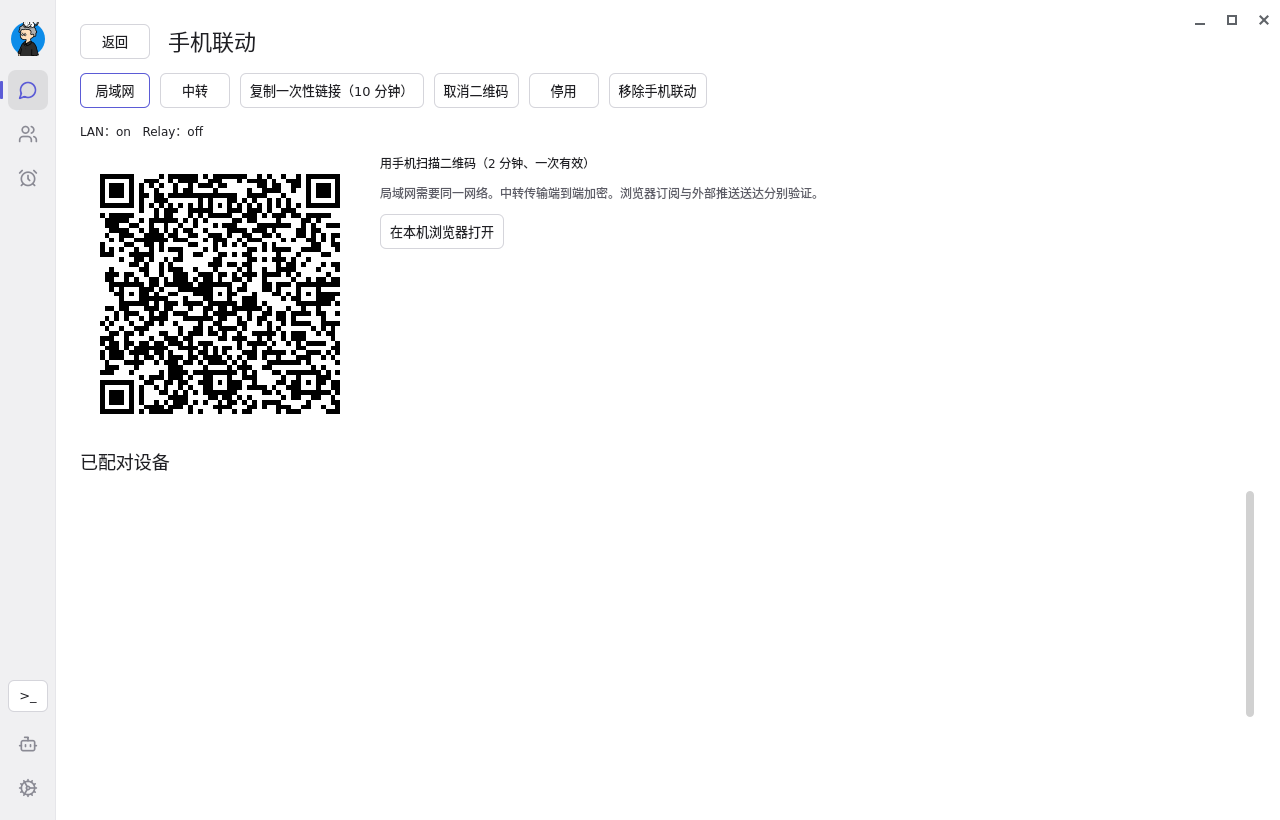 返回
手机联动
局域网
中转
复制一次性链接（10 分钟）
取消二维码
停用
移除手机联动
LAN：on Relay：off
用手机扫描二维码（2 分钟、一次有效）
局域网需要同一网络。中转传输端到端加密。浏览器订阅与外部推送送达分别验证。
在本机浏览器打开
已配对设备
>_